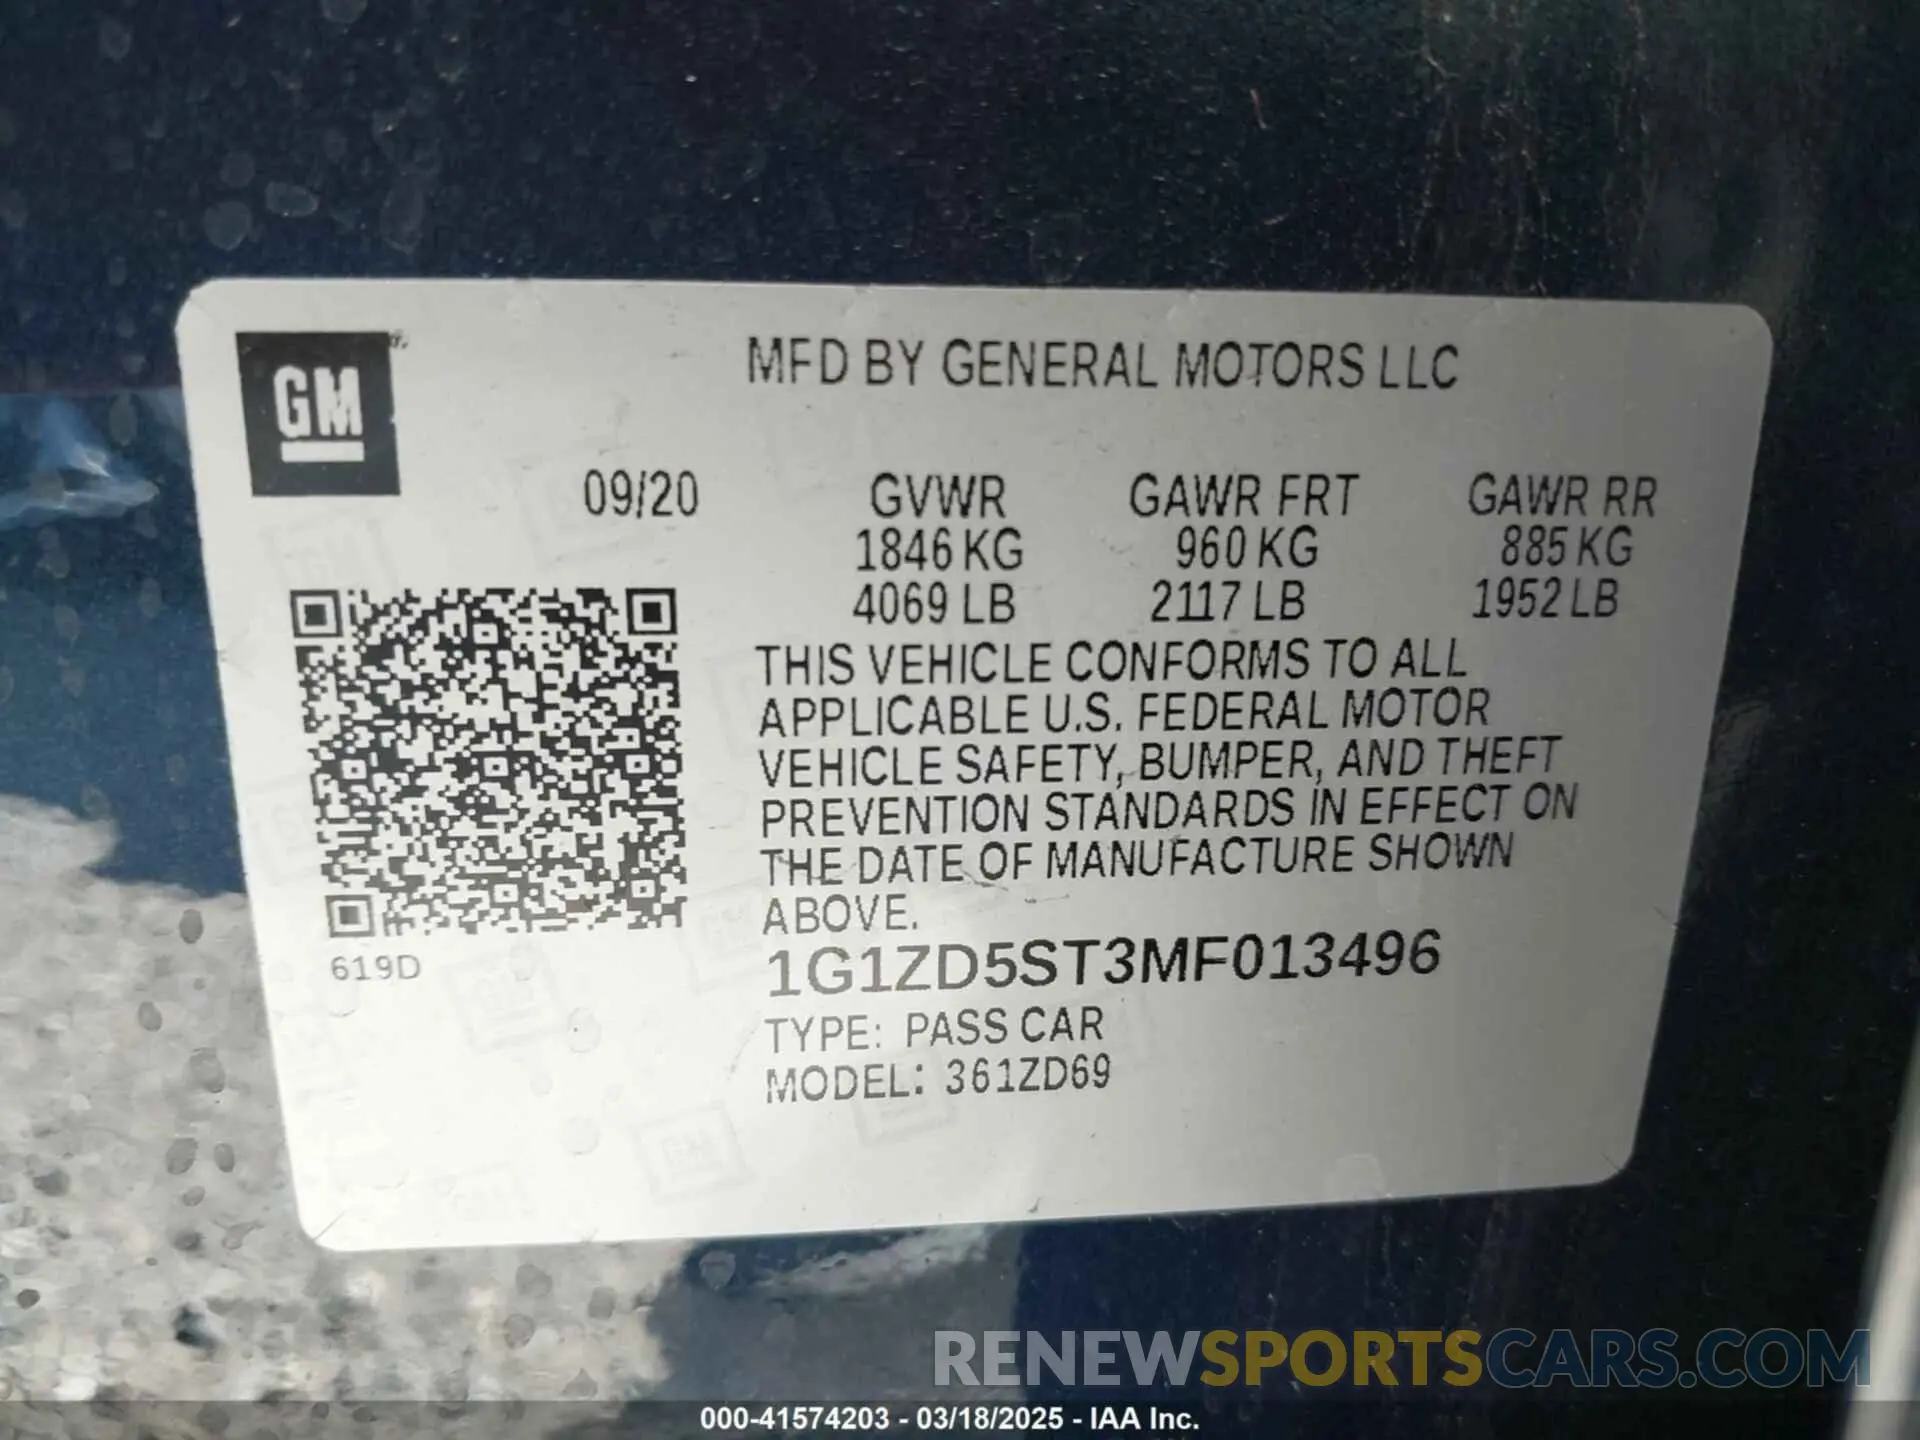 GM
MFD BY GENERAL MOTORS LLC
09/20 GVWR GAWR FRT GAWR RR
1846 KG 960 KG 885 KG
4069 LB 2117 LB 1952 LB
THIS VEHICLE CONFORMS TO ALL
APPLICABLE U.S. FEDERAL MOTOR
VEHICLE SAFETY, BUMPER, AND THEFT
PREVENTION STANDARDS IN EFFECT ON
THE DATE OF MANUFACTURE SHOWN
ABOVE.
619D
1G1ZD5ST3MF013496
TYPE: PASS CAR
MODEL: 361ZD69
RENEWSPORTSCARS.COM
000-41574203 - 03/18/2025 - IAA Inc.